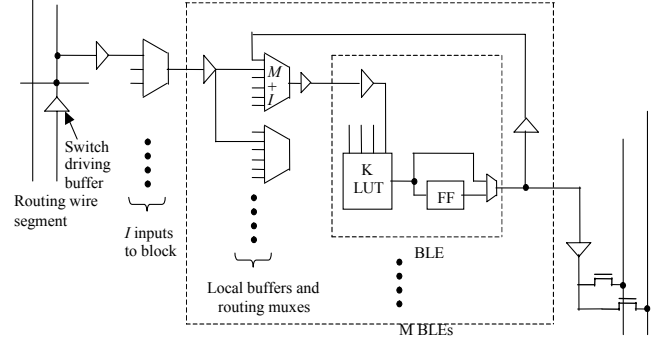 M
+
I
Switch
driving
buffer
Routing wire
segment
K
LUT
FF
I inputs
to block
BLE
Local buffers and
routing muxes
M BLEs